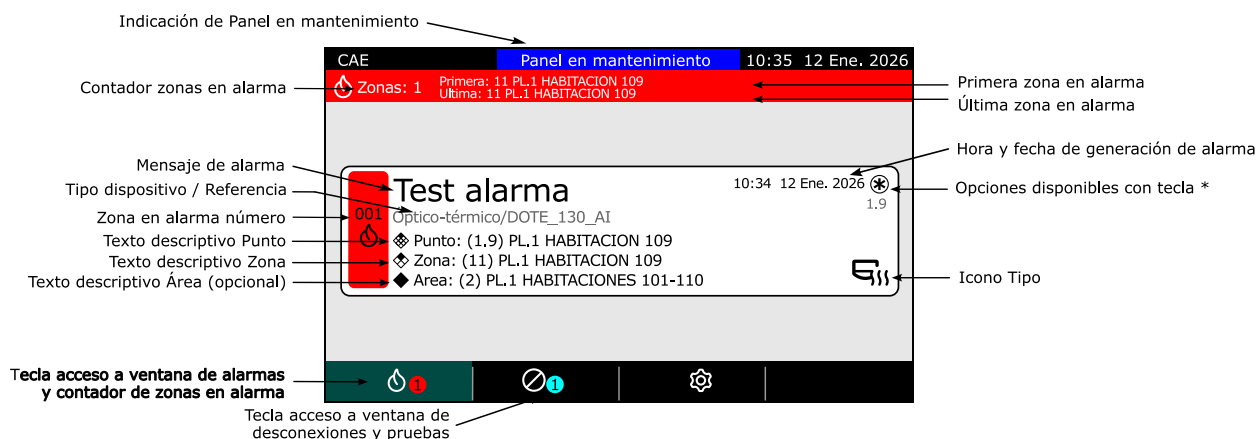 Indicación de Panel en mantenimiento
CAE Panel en mantenimiento 10:35 12 Ene. 2026
Contador zonas en alarma
Zonas: 1
Primera: 11 PL.1 HABITACION 109
Ultima: 11 PL.1 HABITACION 109
Primera zona en alarma
Última zona en alarma
Mensaje de alarma
Tipo dispositivo / Referencia
Zona en alarma número
Texto descriptivo Punto
Texto descriptivo Zona
Texto descriptivo Área (opcional)
001
Test alarma
Optico-térmico/DOTE_130_AI
Punto: (1.9) PL.1 HABITACION 109
Zona: (11) PL.1 HABITACION 109
Area: (2) PL.1 HABITACIONES 101-110
10:34 12 Ene. 2026
1.9
Hora y fecha de generación de alarma
Opciones disponibles con tecla *
Icono Tipo
Tecla acceso a ventana de alarmas
y contador de zonas en alarma
1
1
Tecla acceso a ventana de
desconexiones y pruebas